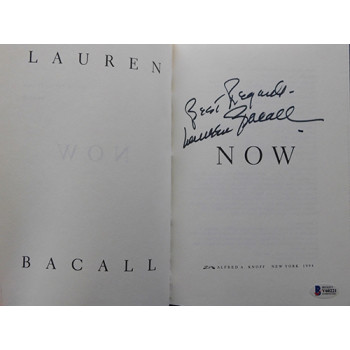 LAUREN
BACALL
Best Regards -
Lauren Bacall
NOW
ALFRED A. KNOPF NEW YORK 1994